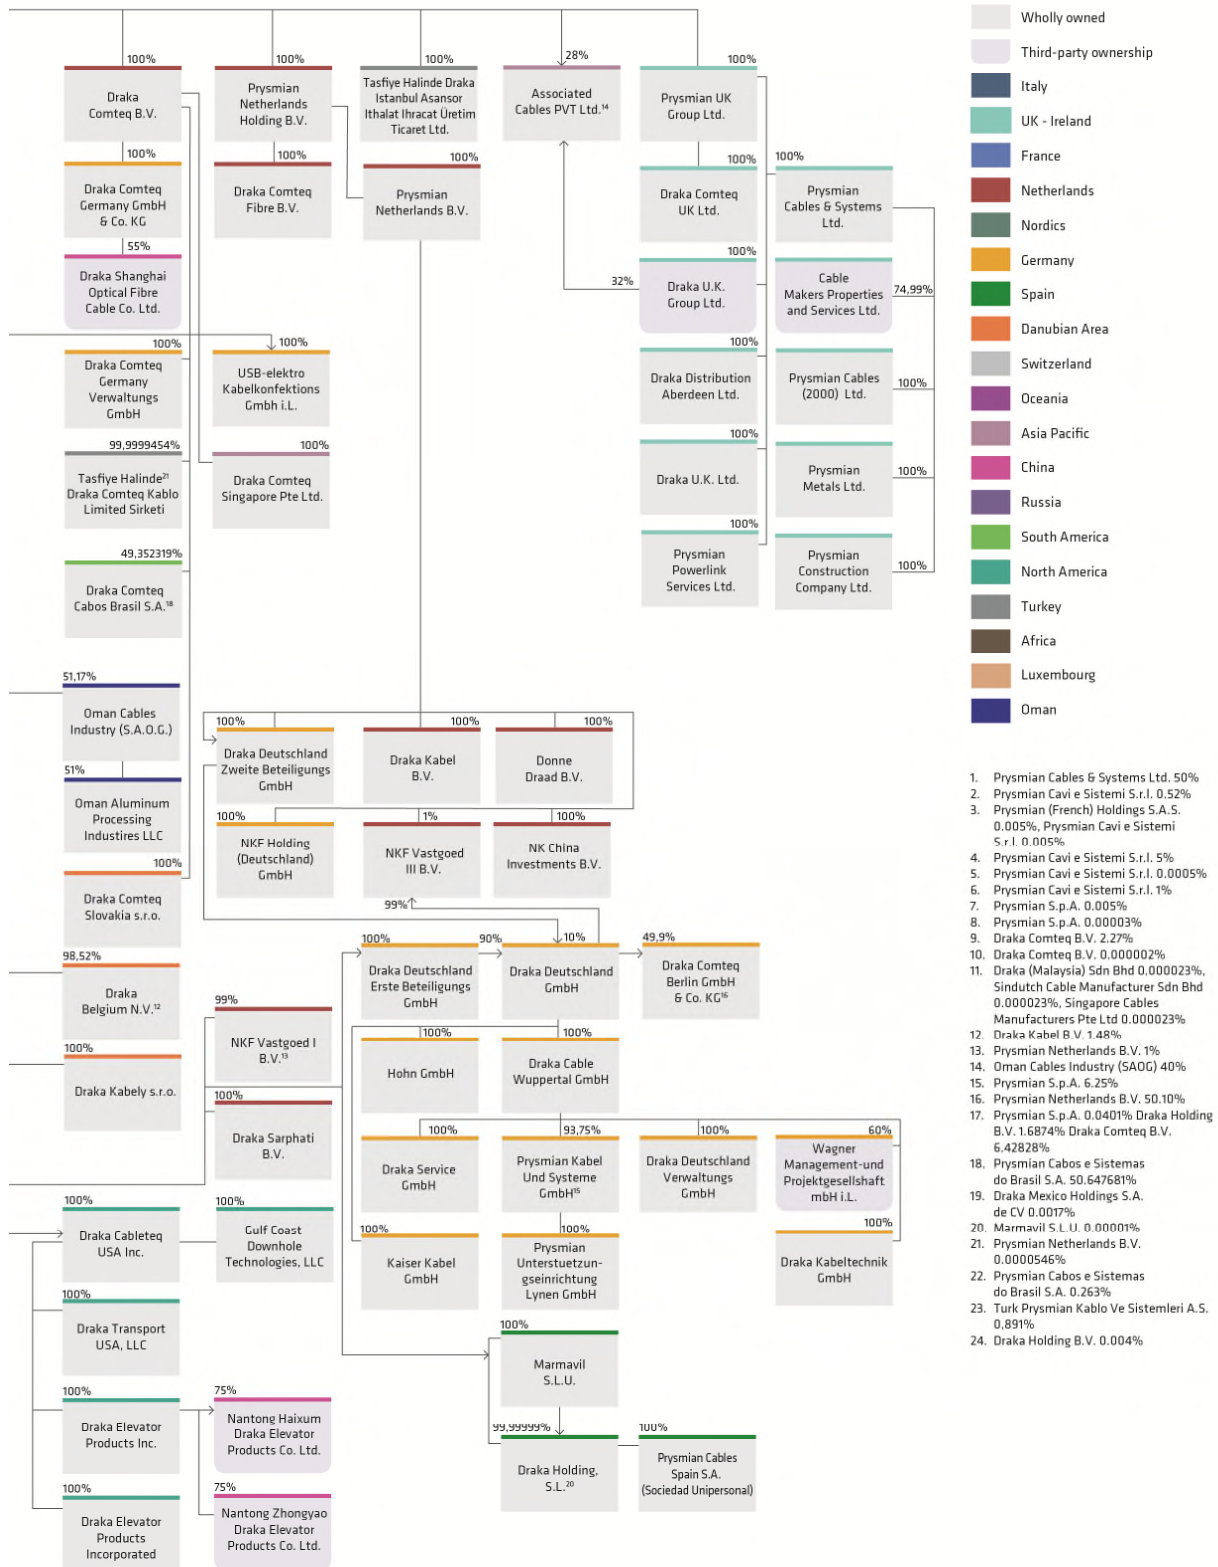 100%
Draka
Comteq B.V.
100%
Prysmian
Netherlands
Holding B.V.
100%
Tasfiye Halinde Draka
Istanbul Asansor
Ithalat Ihracat Üretim
Ticaret Ltd.
28%
Associated
Cables PVT Ltd.¹⁴
100%
Prysmian UK
Group Ltd.
100%
Draka Comteq
Germany GmbH
& Co. KG
100%
Draka Comteq
Fibre B.V.
100%
Prysmian
Netherlands B.V.
100%
Draka Comteq
UK Ltd.
100%
Prysmian
Cables & Systems
Ltd.
55%
Draka Shanghai
Optical Fibre
Cable Co. Ltd.
32%
100%
Draka U.K.
Group Ltd.
Cable
Makers Properties
and Services Ltd.
74,99%
100%
Draka Comteq
Germany
Verwaltungs
GmbH
100%
USB-elektro
Kabelkonfektions
Gmbh i.L.
100%
Draka Distribution
Aberdeen Ltd.
Prysmian Cables
(2000) Ltd.
100%
99,9999454%
Tasfiye Halinde²¹
Draka Comteq Kablo
Limited Sirketi
100%
Draka Comteq
Singapore Pte Ltd.
100%
Draka U.K. Ltd.
Prysmian
Metals Ltd.
100%
49,352319%
Draka Comteq
Cabos Brasil S.A.¹⁸
100%
Prysmian
Powerlink
Services Ltd.
Prysmian
Construction
Company Ltd.
100%
51,17%
Oman Cables
Industry (S.A.O.G.)
100%
Draka Deutschland
Zweite Beteiligungs
GmbH
100%
Draka Kabel
B.V.
100%
Donne
Draad B.V.
51%
Oman Aluminum
Processing
Industires LLC
100%
NKF Holding
(Deutschland)
GmbH
1%
NKF Vastgoed
III B.V.
99%
100%
NK China
Investments B.V.
100%
Draka Comteq
Slovakia s.r.o.
98,52%
Draka
Belgium N.V.¹²
99%
NKF Vastgoed I
B.V.¹³
100%
Draka Deutschland
Erste Beteiligungs
GmbH
90%
10%
Draka Deutschland
GmbH
49,9%
Draka Comteq
Berlin GmbH
& Co. KG¹⁶
100%
Draka Kabely s.r.o.
100%
Draka Sarphati
B.V.
100%
Hohn GmbH
100%
Draka Cable
Wuppertal GmbH
100%
Draka Service
GmbH
93,75%
Prysmian Kabel
Und Systeme
GmbH¹⁵
100%
Draka Deutschland
Verwaltungs
GmbH
60%
Wagner
Management-und
Projektgesellschaft
mbH i.L.
100%
Draka Cableteq
USA Inc.
100%
Gulf Coast
Downhole
Technologies, LLC
100%
Kaiser Kabel
GmbH
100%
Prysmian
Unterstuetzun-
gseinrichtung
Lynen GmbH
100%
Draka Kabeltechnik
GmbH
100%
Draka Transport
USA, LLC
100%
Marmavil
S.L.U.
100%
Draka Elevator
Products Inc.
75%
Nantong Haixum
Draka Elevator
Products Co. Ltd.
99,99999%
Draka Holding,
S.L.²⁰
100%
Prysmian Cables
Spain S.A.
(Sociedad Unipersonal)
100%
Draka Elevator
Products
Incorporated
75%
Nantong Zhongyao
Draka Elevator
Products Co. Ltd.
Wholly owned
Third-party ownership
Italy
UK - Ireland
France
Netherlands
Nordics
Germany
Spain
Danubian Area
Switzerland
Oceania
Asia Pacific
China
Russia
South America
North America
Turkey
Africa
Luxembourg
Oman
1. Prysmian Cables & Systems Ltd. 50%
2. Prysmian Cavi e Sistemi S.r.l. 0.52%
3. Prysmian (French) Holdings S.A.S.
0.005%, Prysmian Cavi e Sistemi
S.r.l. 0.005%
4. Prysmian Cavi e Sistemi S.r.l. 5%
5. Prysmian Cavi e Sistemi S.r.l. 0.0005%
6. Prysmian Cavi e Sistemi S.r.l. 1%
7. Prysmian S.p.A. 0.005%
8. Prysmian S.p.A. 0.00003%
9. Draka Comteq B.V. 2.27%
10. Draka Comteq B.V. 0.000002%
11. Draka (Malaysia) Sdn Bhd 0.000023%,
Sindutch Cable Manufacturer Sdn Bhd
0.000023%, Singapore Cables
Manufacturers Pte Ltd 0.000023%
12. Draka Kabel B.V. 1.48%
13. Prysmian Netherlands B.V. 1%
14. Oman Cables Industry (SAOG) 40%
15. Prysmian S.p.A. 6.25%
16. Prysmian Netherlands B.V. 50.10%
17. Prysmian S.p.A. 0.0401% Draka Holding
B.V. 1.6874% Draka Comteq B.V.
6.42828%
18. Prysmian Cabos e Sistemas
do Brasil S.A. 50.647681%
19. Draka Mexico Holdings S.A.
de CV 0.0017%
20. Marmavil S.L.U. 0.00001%
21. Prysmian Netherlands B.V.
0.0000546%
22. Prysmian Cabos e Sistemas
do Brasil S.A. 0.263%
23. Turk Prysmian Kablo Ve Sistemleri A.S.
0,891%
24. Draka Holding B.V. 0.004%